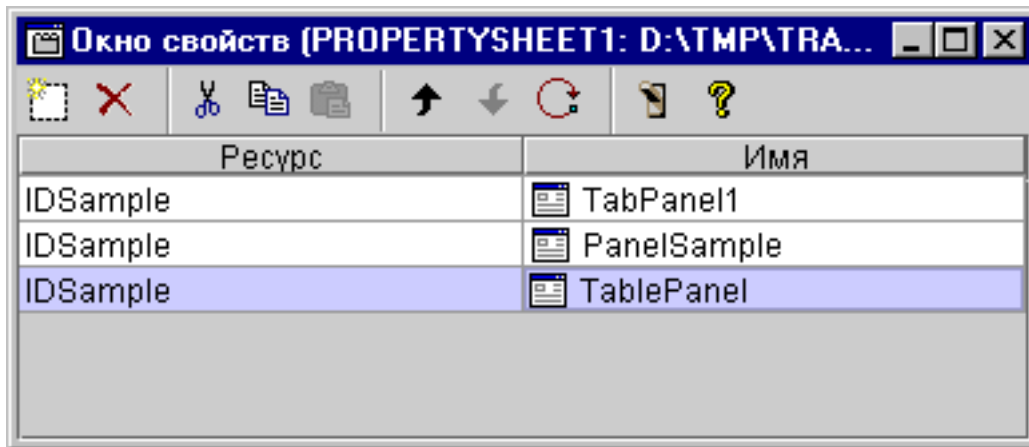 Окно свойств (PROPERTYSHEET1: D:\TMP\TRA...
Ресурс Имя
IDSample TabPanel1
IDSample PanelSample
IDSample TablePanel